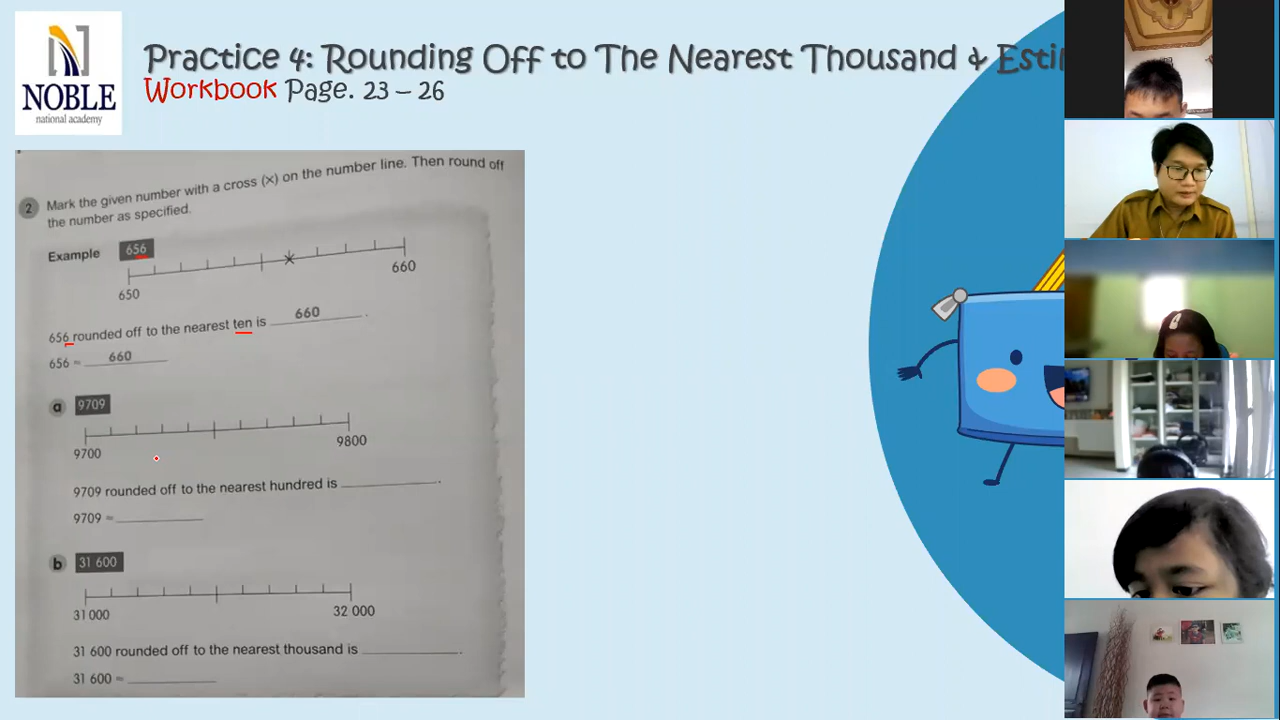 NOBLE
national academy
Practice 4: Rounding Off to The Nearest Thousand & Esti
Workbook Page. 23 – 26
2 Mark the given number with a cross (×) on the number line. Then round off
the number as specified.
Example 656
650 660
656 rounded off to the nearest ten is 660.
656 ≈ 660
a 9709
9700 9800
9709 rounded off to the nearest hundred is ____________.
9709 ≈ ____________
b 31 600
31 000 32 000
31 600 rounded off to the nearest thousand is ____________.
31 600 ≈ ____________